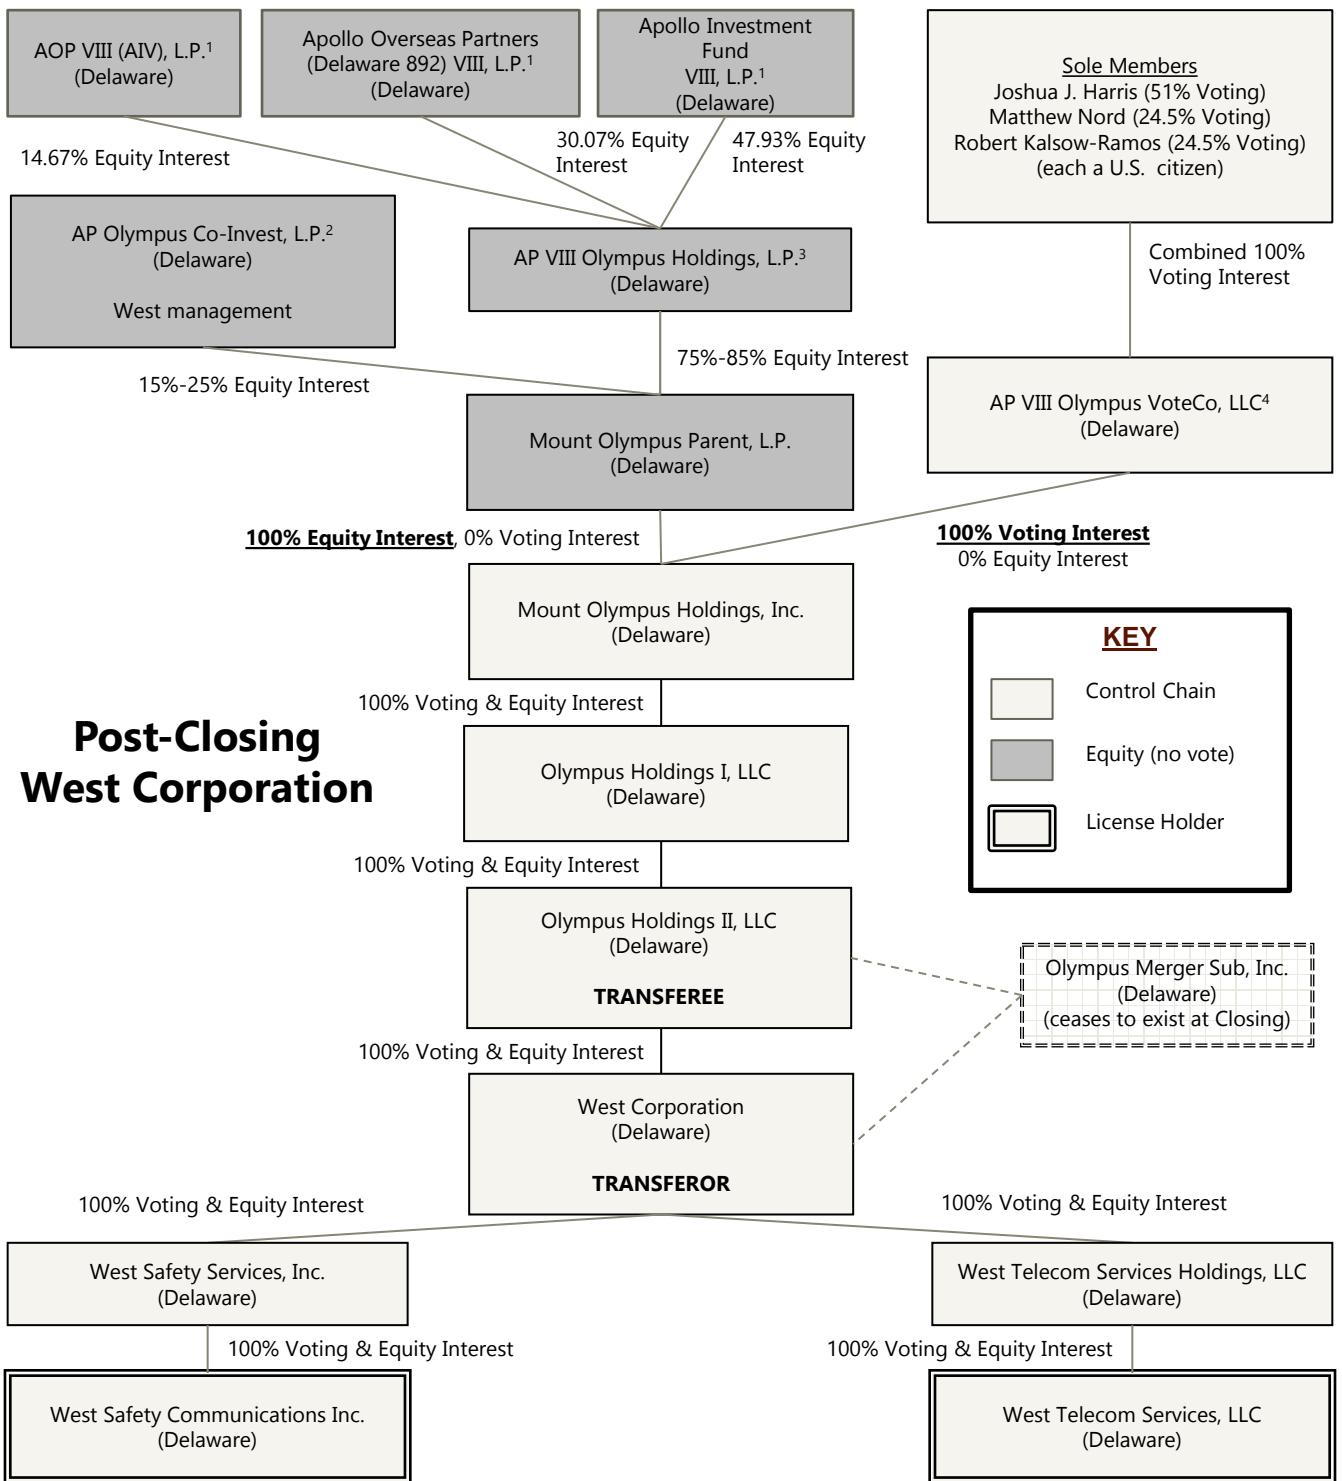 AOP VIII (AIV), L.P.¹
(Delaware)
Apollo Overseas Partners
(Delaware 892) VIII, L.P.¹
(Delaware)
Apollo Investment
Fund
VIII, L.P.¹
(Delaware)
Sole Members
Joshua J. Harris (51% Voting)
Matthew Nord (24.5% Voting)
Robert Kalsow-Ramos (24.5% Voting)
(each a U.S. citizen)
14.67% Equity Interest
30.07% Equity
Interest
47.93% Equity
Interest
AP Olympus Co-Invest, L.P.²
(Delaware)
West management
AP VIII Olympus Holdings, L.P.³
(Delaware)
Combined 100%
Voting Interest
15%-25% Equity Interest
75%-85% Equity Interest
AP VIII Olympus VoteCo, LLC⁴
(Delaware)
Mount Olympus Parent, L.P.
(Delaware)
100% Equity Interest, 0% Voting Interest
100% Voting Interest
0% Equity Interest
Mount Olympus Holdings, Inc.
(Delaware)
KEY
Control Chain
Equity (no vote)
License Holder
100% Voting & Equity Interest
Post-Closing
West Corporation
Olympus Holdings I, LLC
(Delaware)
100% Voting & Equity Interest
Olympus Holdings II, LLC
(Delaware)
TRANSFEREE
Olympus Merger Sub, Inc.
(Delaware)
(ceases to exist at Closing)
100% Voting & Equity Interest
West Corporation
(Delaware)
TRANSFEROR
100% Voting & Equity Interest
100% Voting & Equity Interest
West Safety Services, Inc.
(Delaware)
West Telecom Services Holdings, LLC
(Delaware)
100% Voting & Equity Interest
100% Voting & Equity Interest
West Safety Communications Inc.
(Delaware)
West Telecom Services, LLC
(Delaware)